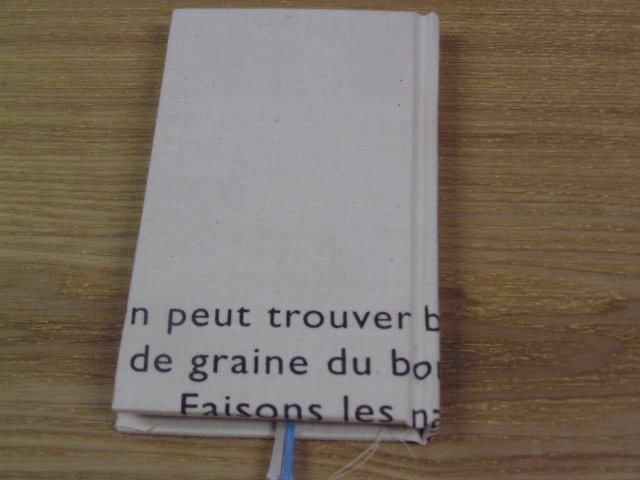 n peut trouver b
de graine du bo
Faisons les na